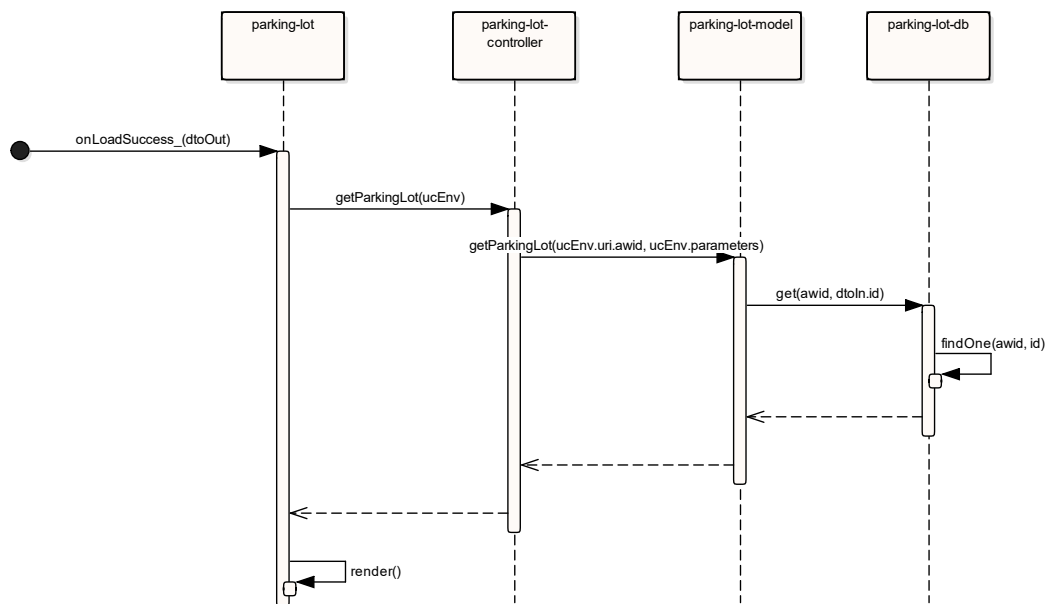 parking-lot
parking-lot-
controller
parking-lot-model
parking-lot-db
onLoadSuccess_(dtoOut)
getParkingLot(ucEnv)
getParkingLot(ucEnv.uri.awid, ucEnv.parameters)
get(awid, dtoIn.id)
findOne(awid, id)
render()